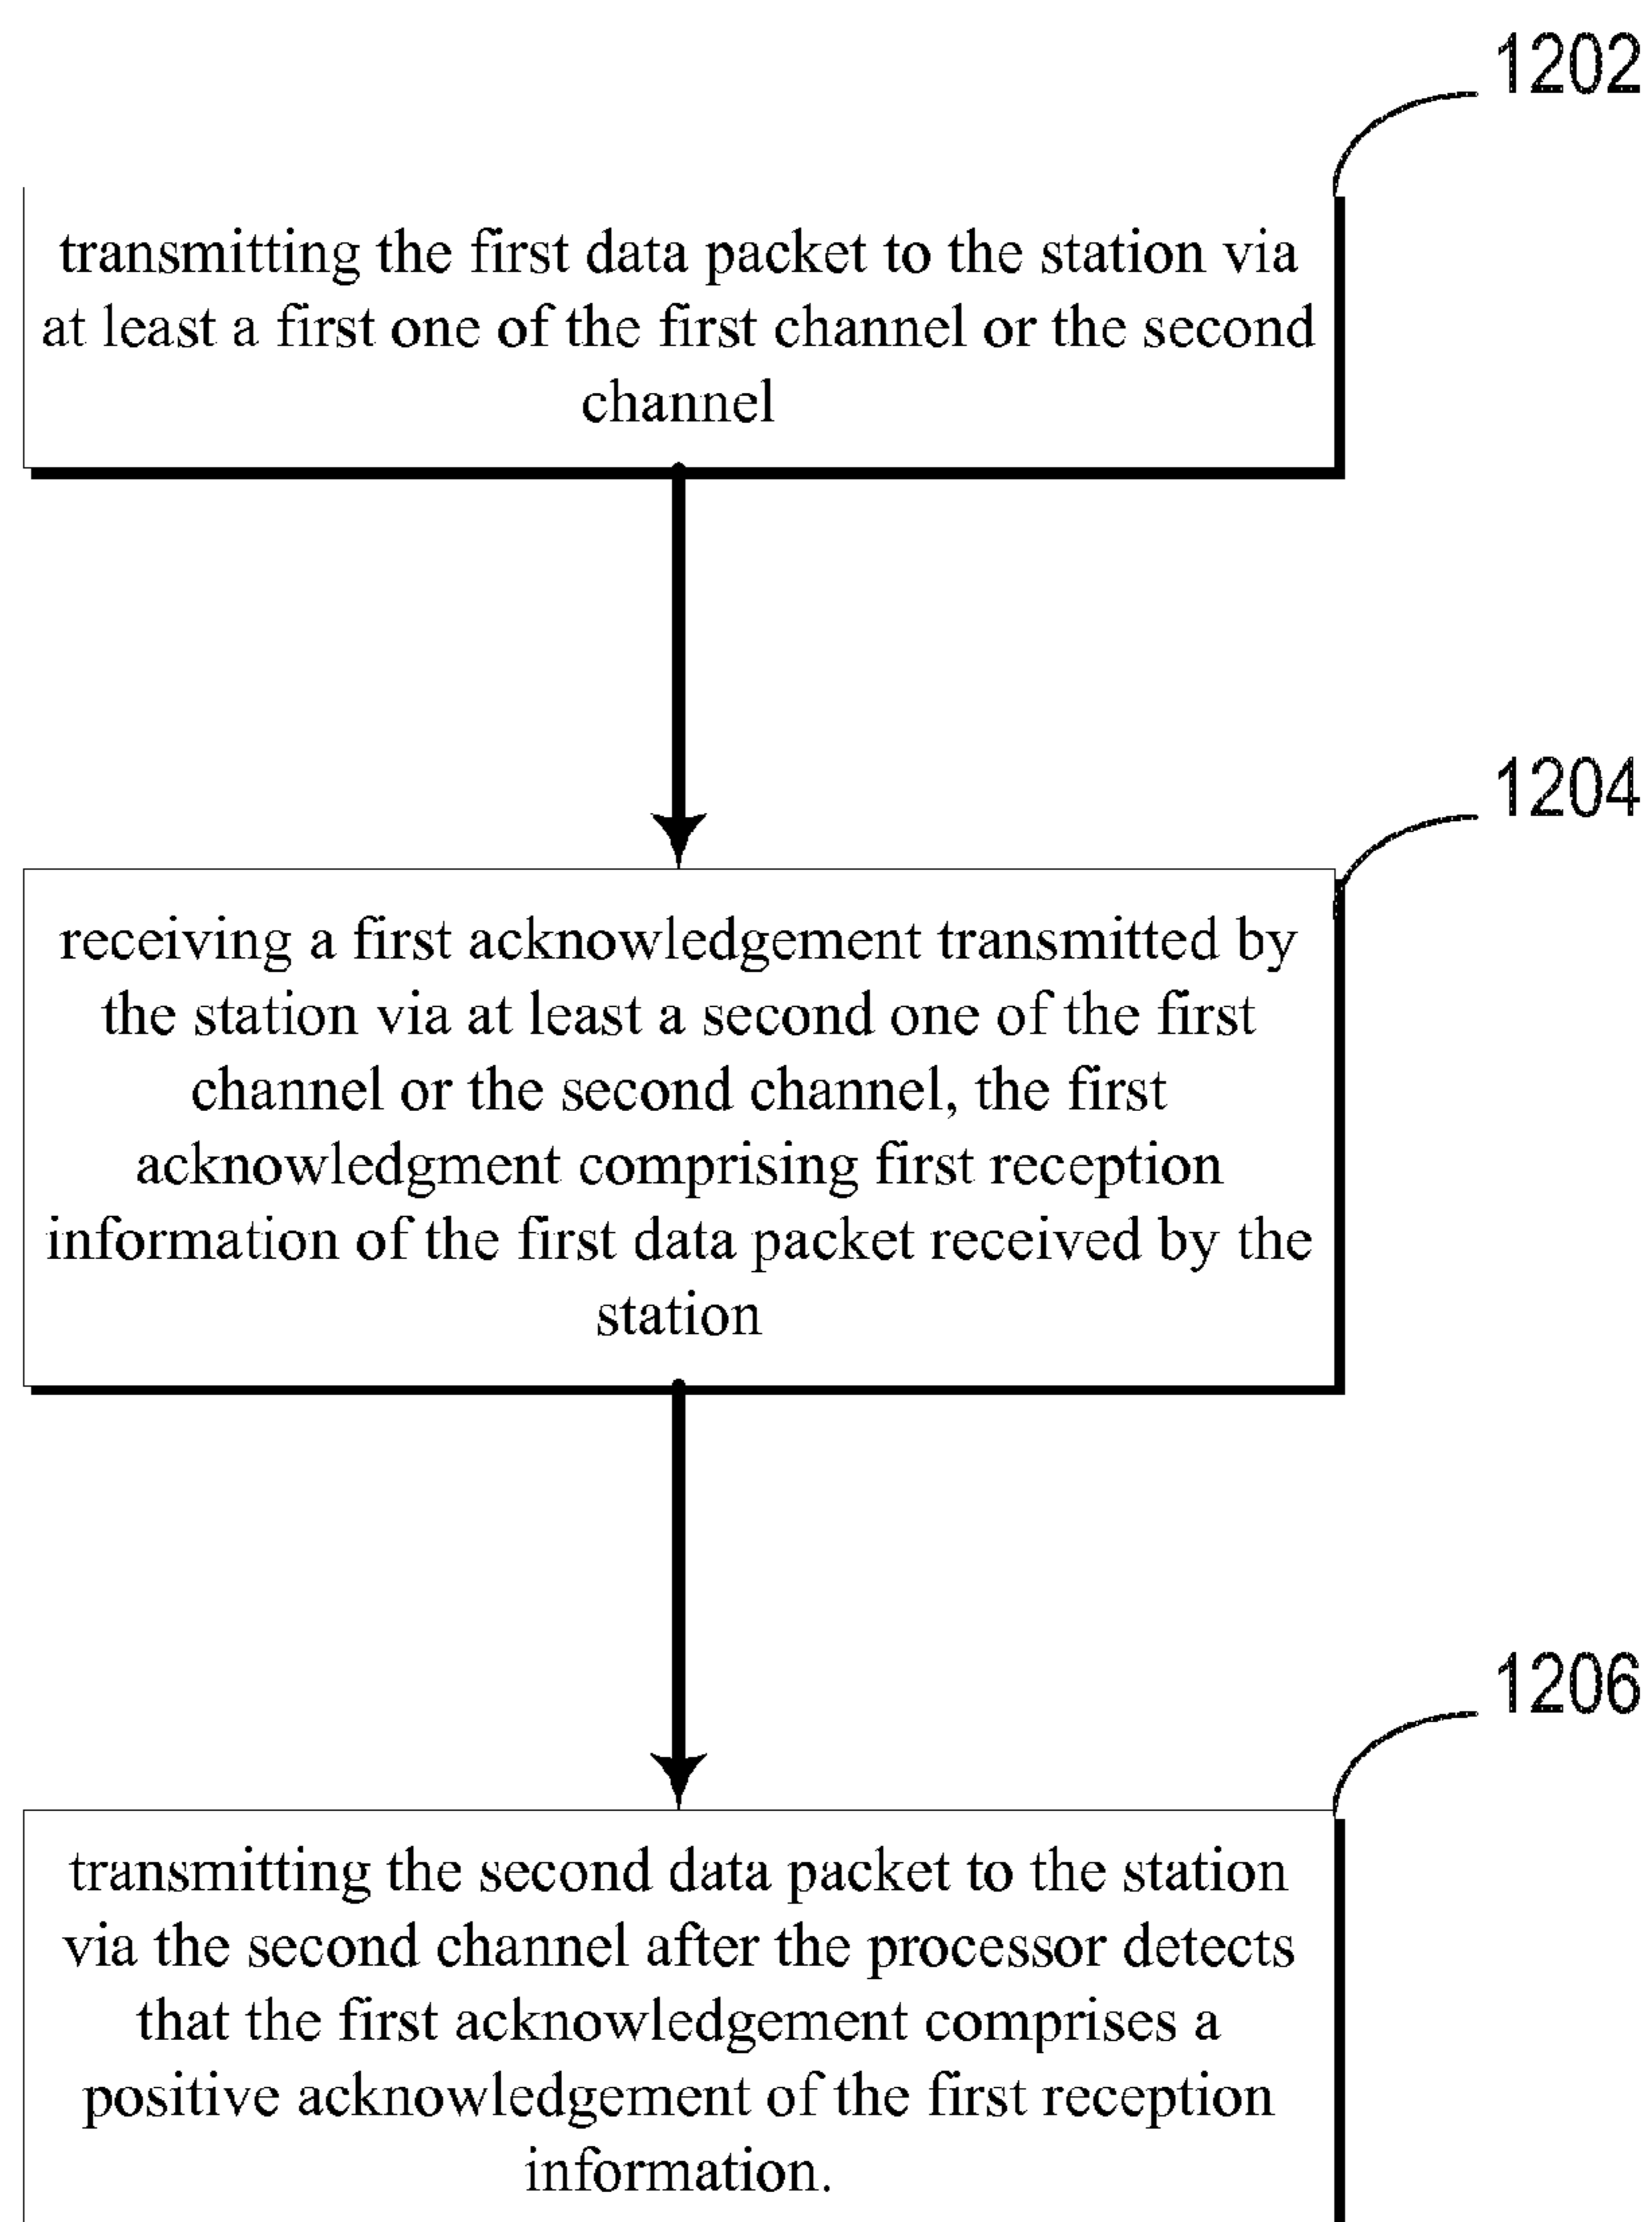 1202
transmitting the first data packet to the station via
at least a first one of the first channel or the second
channel
1204
receiving a first acknowledgement transmitted by
the station via at least a second one of the first
channel or the second channel, the first
acknowledgment comprising first reception
information of the first data packet received by the
station
1206
transmitting the second data packet to the station
via the second channel after the processor detects
that the first acknowledgement comprises a
positive acknowledgement of the first reception
information.